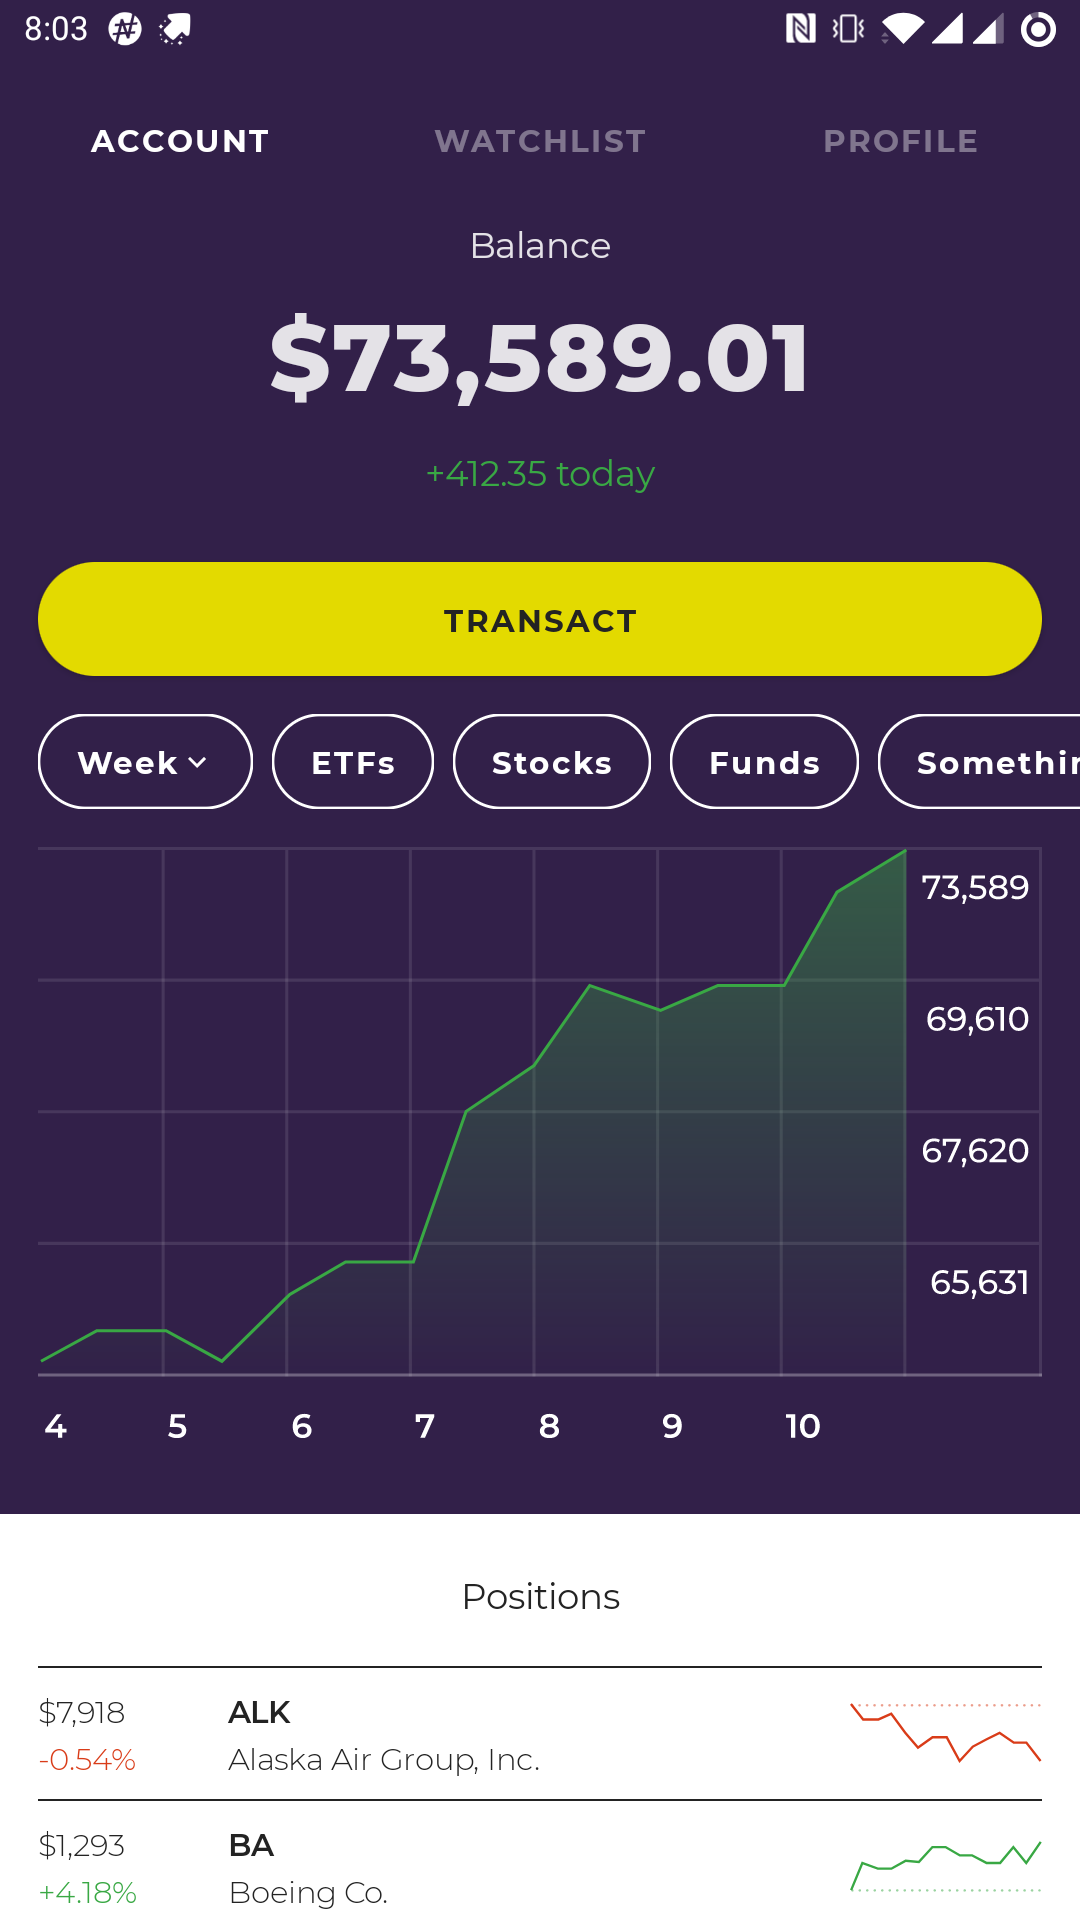 8:03
ACCOUNT WATCHLIST PROFILE
Balance
$73,589.01
+412.35 today
TRANSACT
Week ETFs Stocks Funds Somethin
73,589
69,610
67,620
65,631
4 5 6 7 8 9 10
Positions
$7,918 ALK
-0.54% Alaska Air Group, Inc.
$1,293 BA
+4.18% Boeing Co.